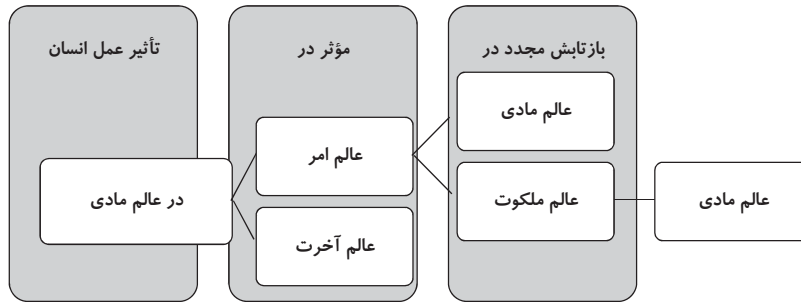 تأثیر عمل انسان
مؤثر در
بازتابش مجدد در
در عالم مادی
عالم امر
عالم آخرت
عالم مادی
عالم ملکوت
عالم مادی